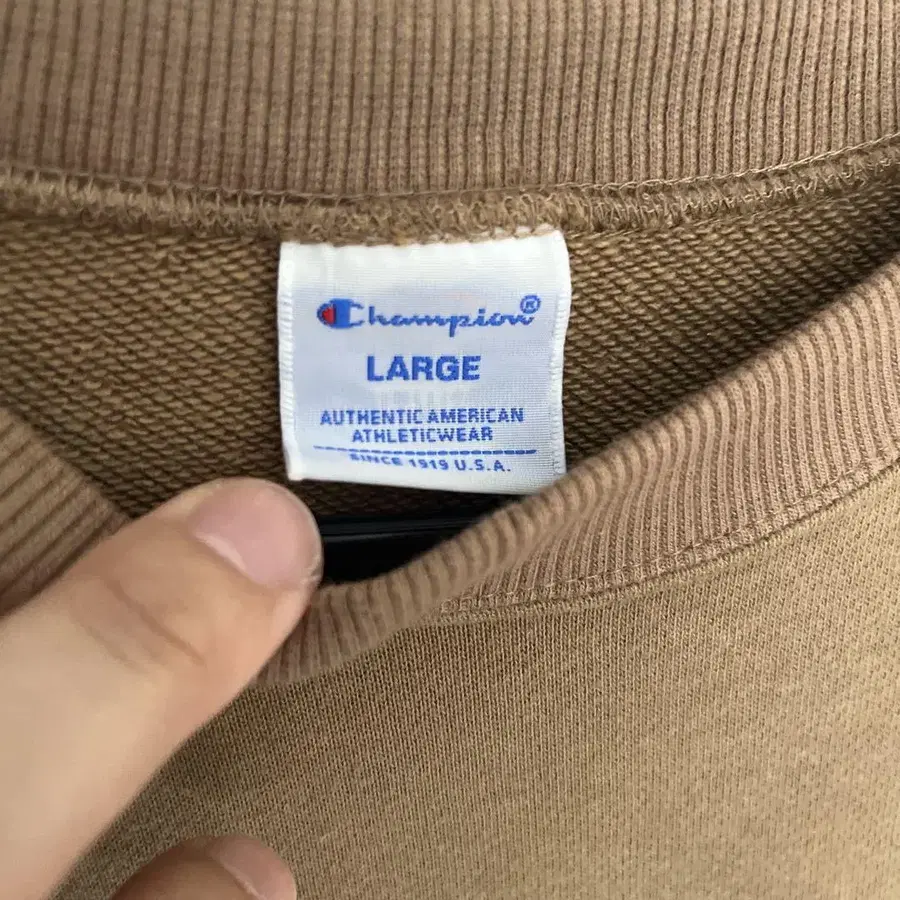 Champion®
LARGE
AUTHENTIC AMERICAN
ATHLETICWEAR
SINCE 1919 U.S.A.